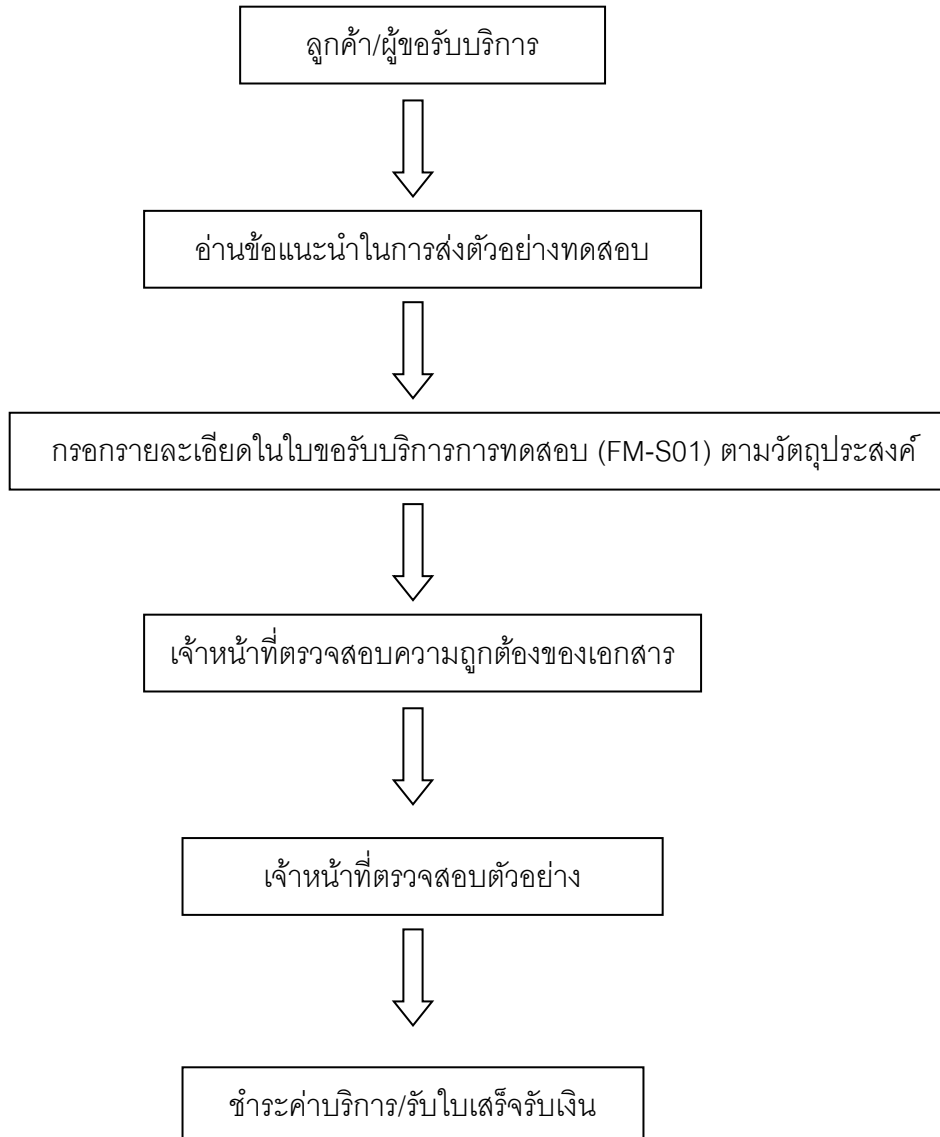 ลูกค้า/ผู้ขอรับบริการ
อ่านข้อแนะนำในการส่งตัวอย่างทดสอบ
กรอกรายละเอียดในใบขอรับบริการการทดสอบ (FM-S01) ตามวัตถุประสงค์
เจ้าหน้าที่ตรวจสอบความถูกต้องของเอกสาร
เจ้าหน้าที่ตรวจสอบตัวอย่าง
ชำระค่าบริการ/รับใบเสร็จรับเงิน